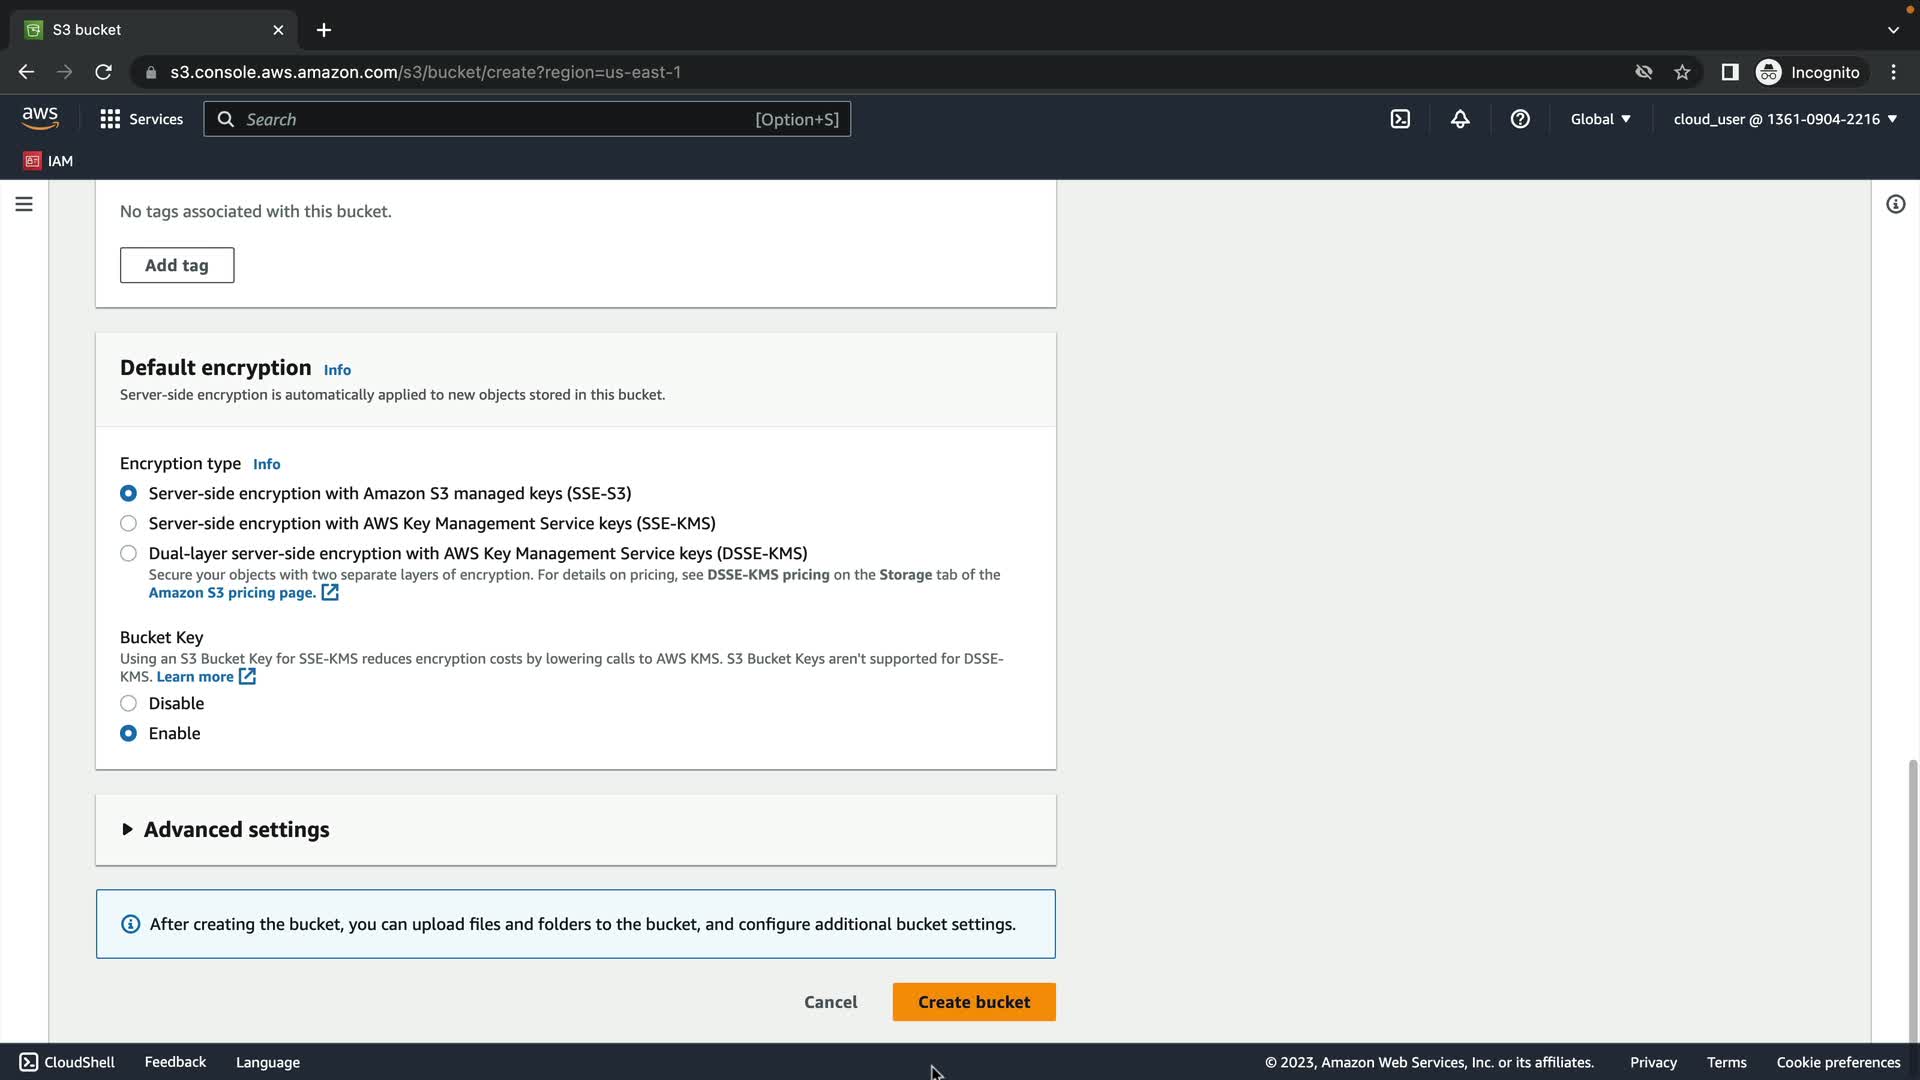 S3 bucket
s3.console.aws.amazon.com/s3/bucket/create?region=us-east-1
Incognito
aws
Services
Search
[Option+S]
Global
cloud_user @ 1361-0904-2216
IAM
No tags associated with this bucket.
Add tag
Default encryption Info
Server-side encryption is automatically applied to new objects stored in this bucket.
Encryption type Info
Server-side encryption with Amazon S3 managed keys (SSE-S3)
Server-side encryption with AWS Key Management Service keys (SSE-KMS)
Dual-layer server-side encryption with AWS Key Management Service keys (DSSE-KMS)
Secure your objects with two separate layers of encryption. For details on pricing, see DSSE-KMS pricing on the Storage tab of the
Amazon S3 pricing page.
Bucket Key
Using an S3 Bucket Key for SSE-KMS reduces encryption costs by lowering calls to AWS KMS. S3 Bucket Keys aren't supported for DSSE-
KMS. Learn more
Disable
Enable
Advanced settings
After creating the bucket, you can upload files and folders to the bucket, and configure additional bucket settings.
Cancel
Create bucket
CloudShell
Feedback
Language
© 2023, Amazon Web Services, Inc. or its affiliates.
Privacy
Terms
Cookie preferences